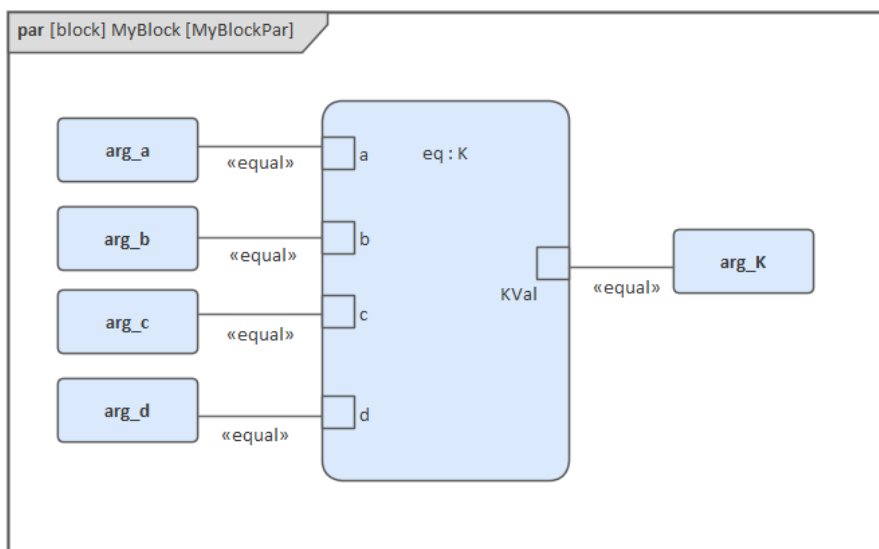 par [block] MyBlock [MyBlockPar]
arg_a
«equal»
a
eq : K
arg_b
«equal»
b
arg_c
«equal»
c
arg_d
«equal»
d
KVal
«equal»
arg_K